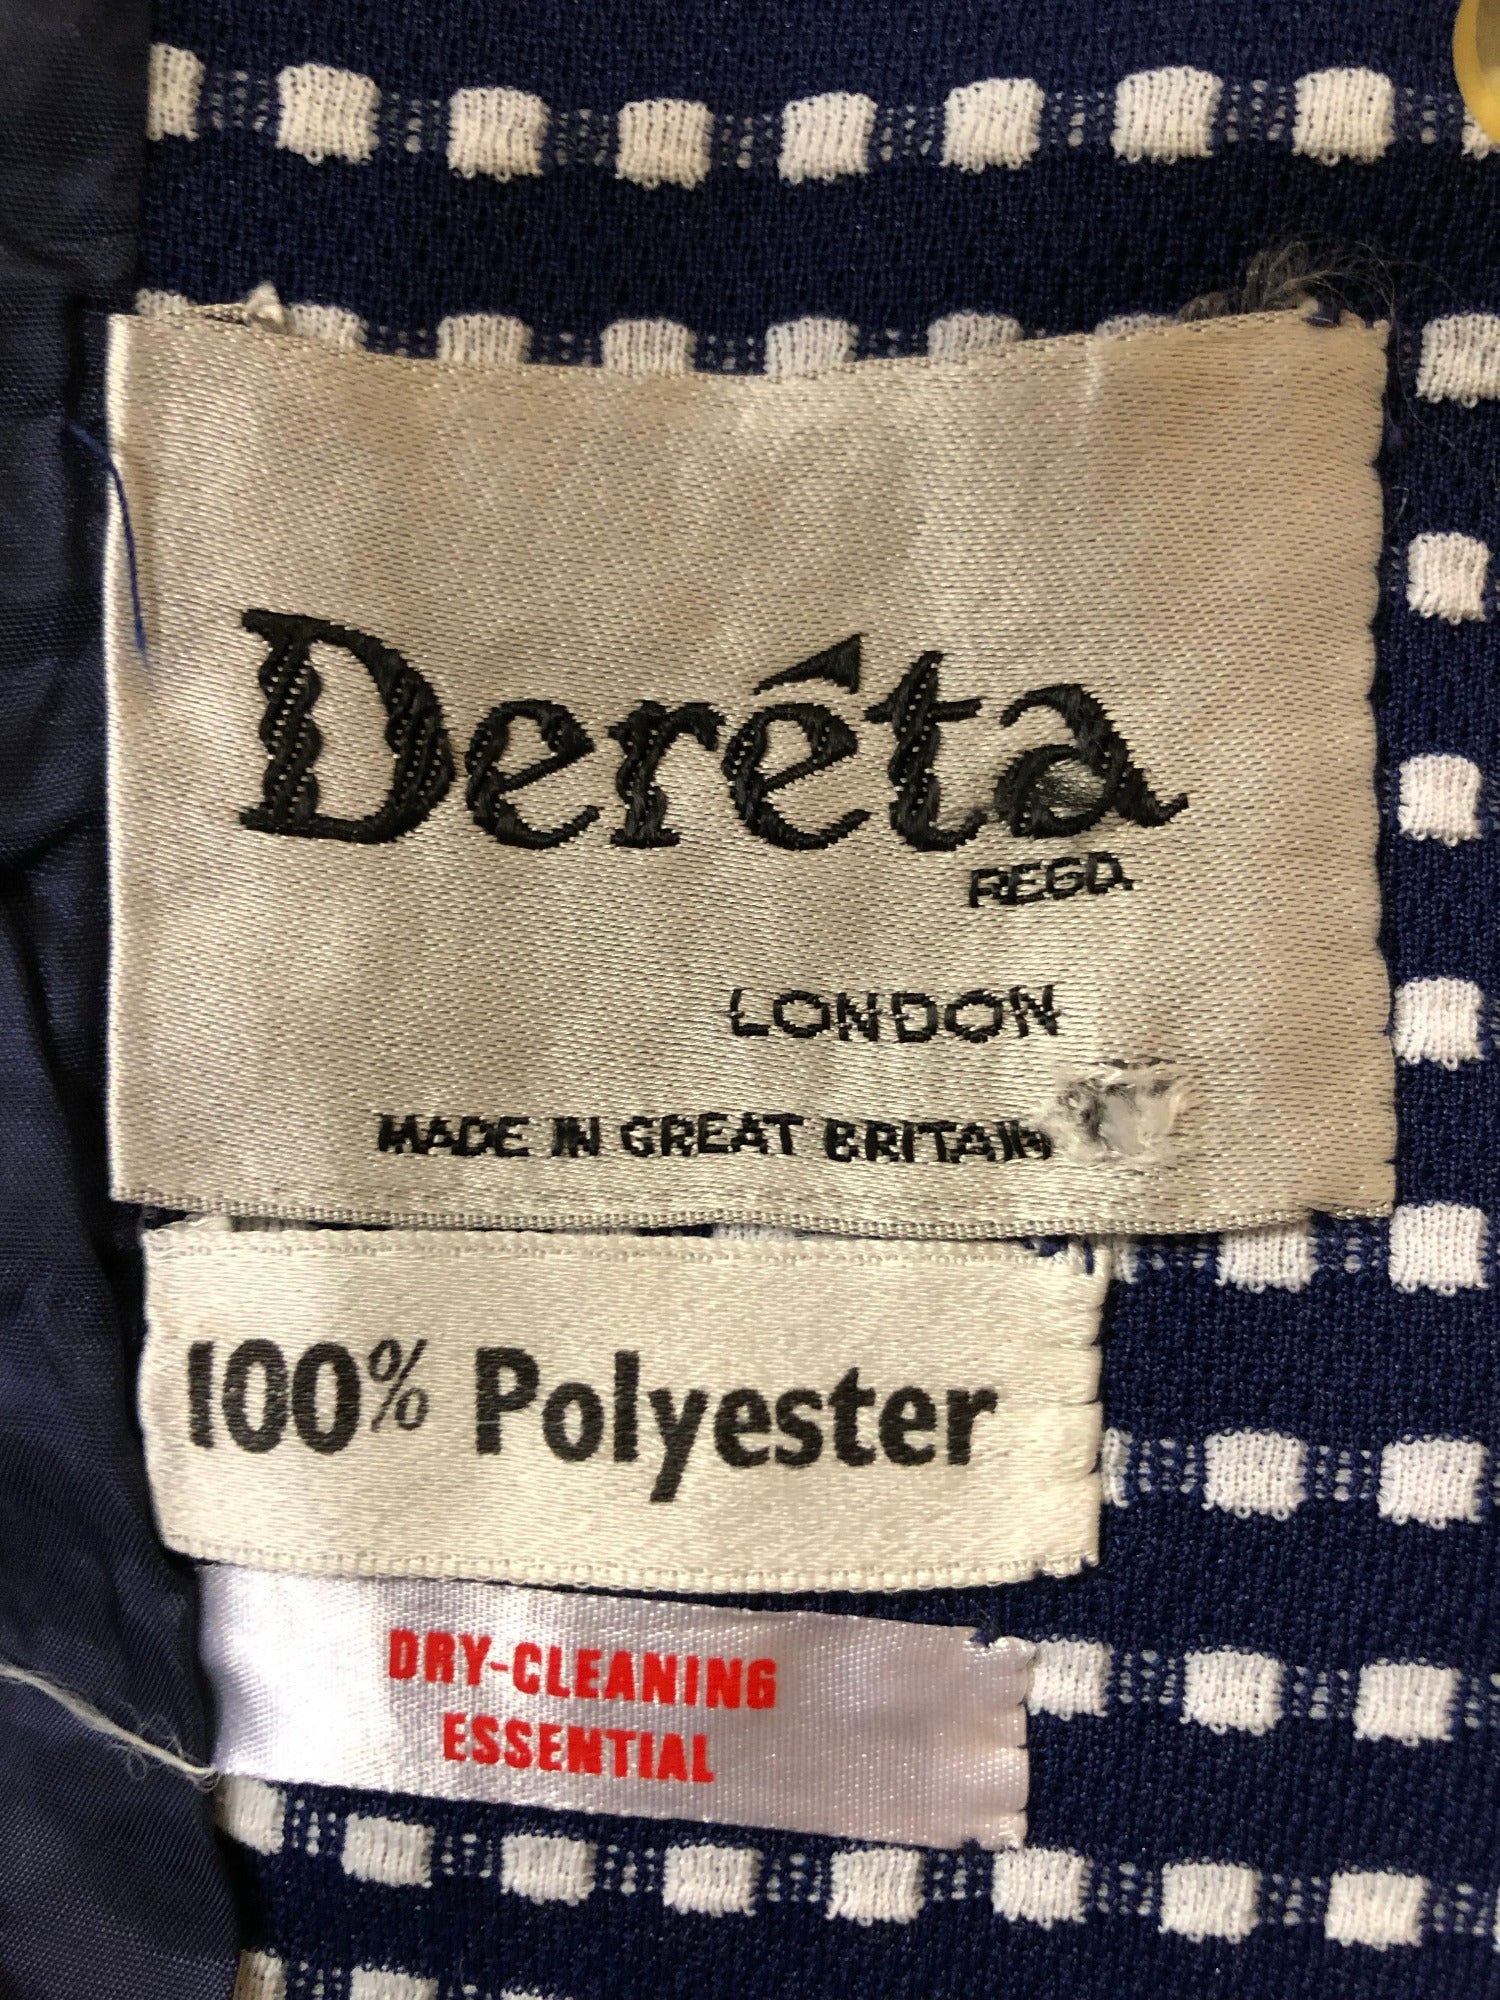 Derêta
REGD.
LONDON
MADE IN GREAT BRITAIN
100% Polyester
DRY-CLEANING
ESSENTIAL